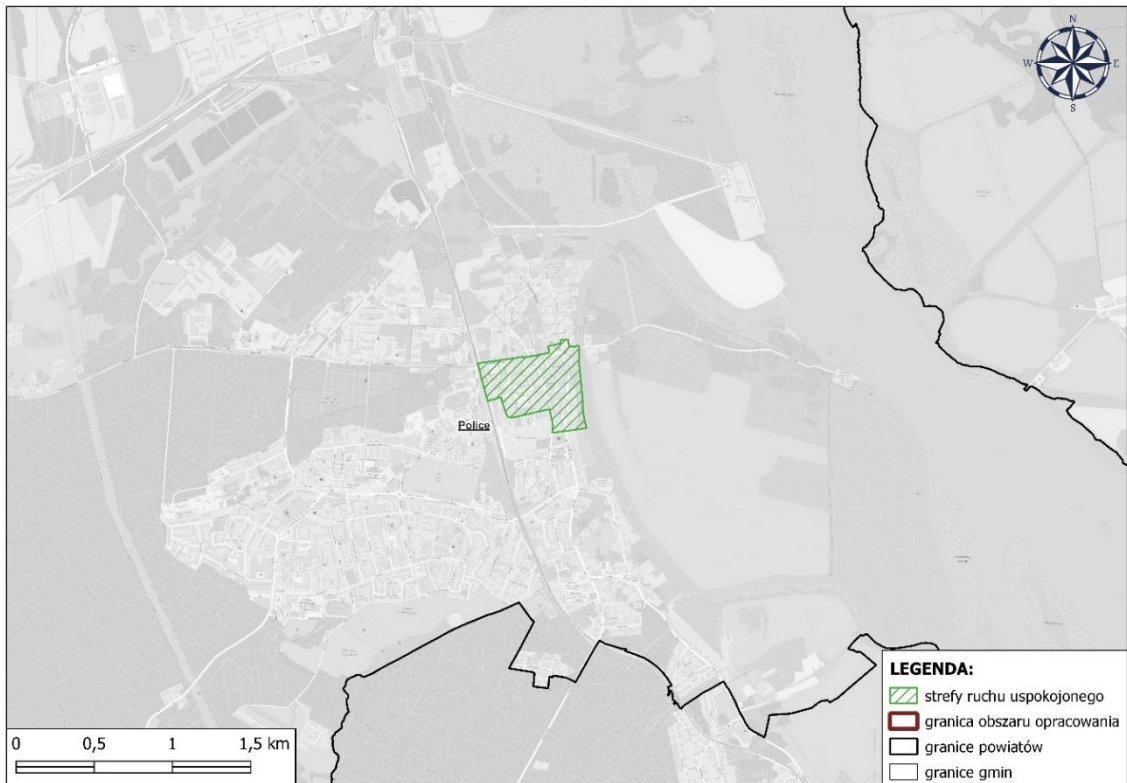 N
W E
S
Police
LEGENDA:
strefy ruchu uspokojonego
granica obszaru opracowania
granice powiatów
granice gmin
0 0,5 1 1,5 km